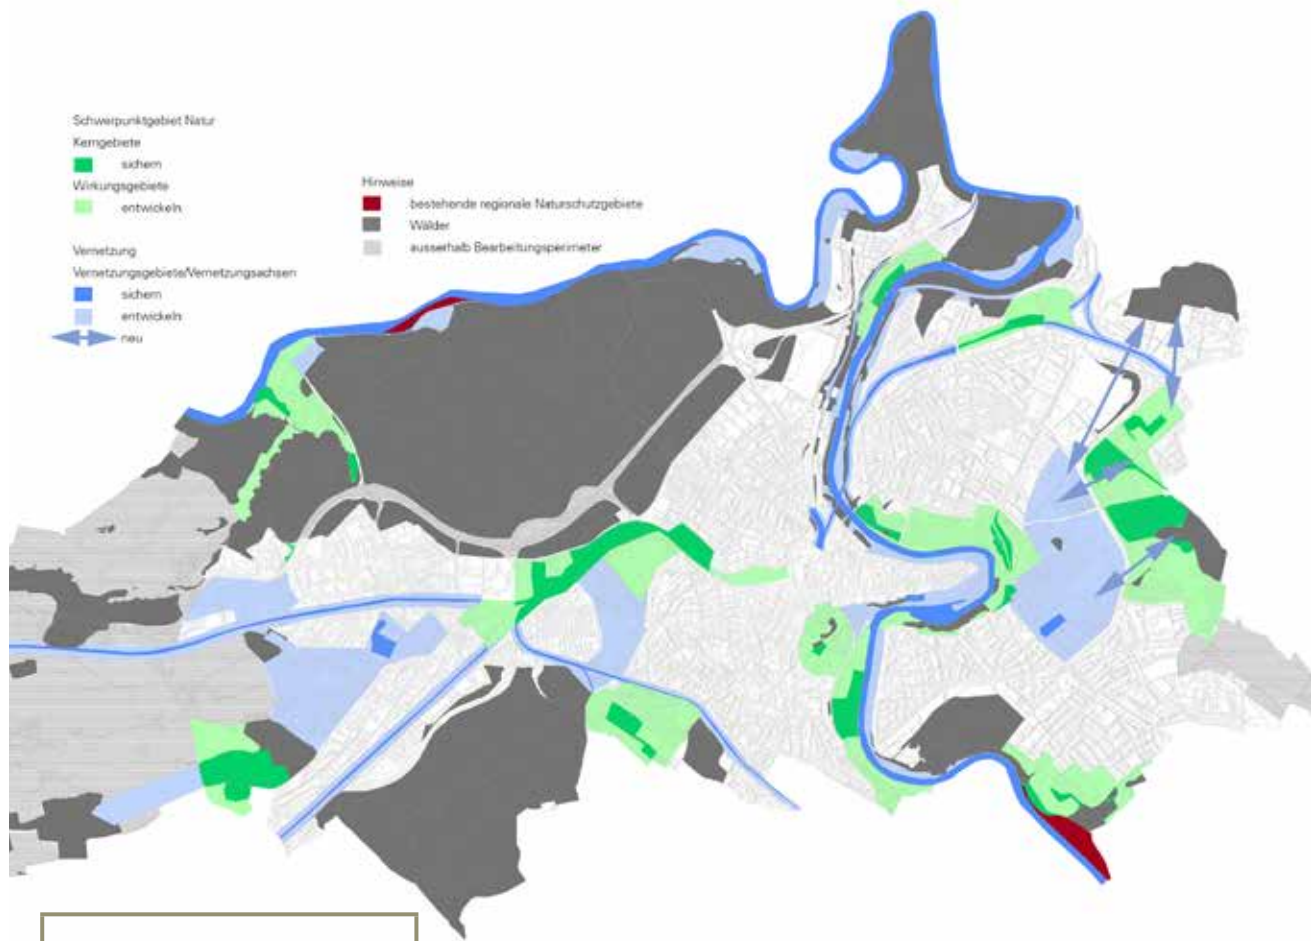 Schwerpunktgebiet Natur
Kerngebiete
sichern
Wirkungsgebiete
entwickeln
Vernetzung
Vernetzungsgebiete/Vernetzungsachsen
sichern
entwickeln
neu
Hinweise
bestehende regionale Naturschutzgebiete
Wälder
ausserhalb Bearbeitungsperimeter